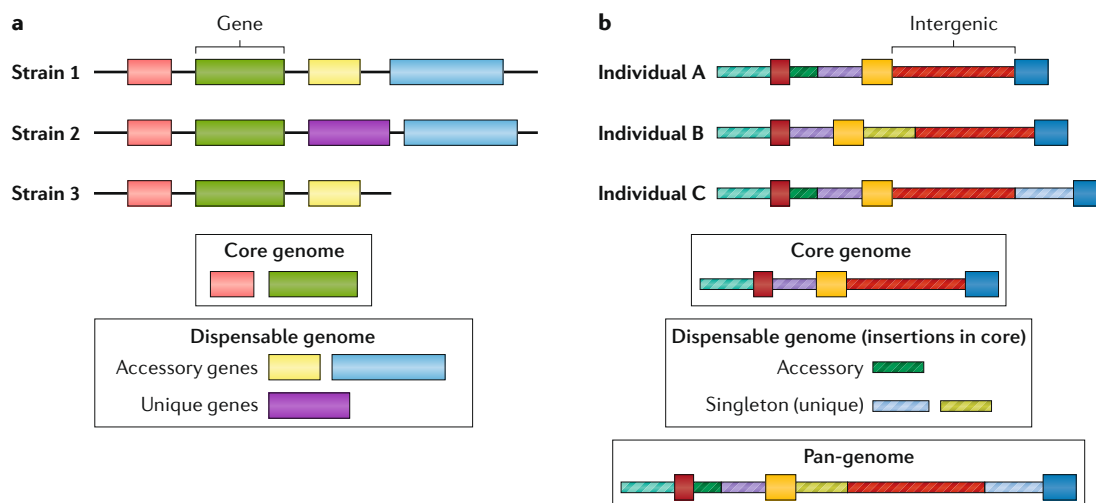 a
Gene
Strain 1
Strain 2
Strain 3
Core genome
Dispensable genome
Accessory genes
Unique genes
b
Intergenic
Individual A
Individual B
Individual C
Core genome
Dispensable genome (insertions in core)
Accessory
Singleton (unique)
Pan-genome